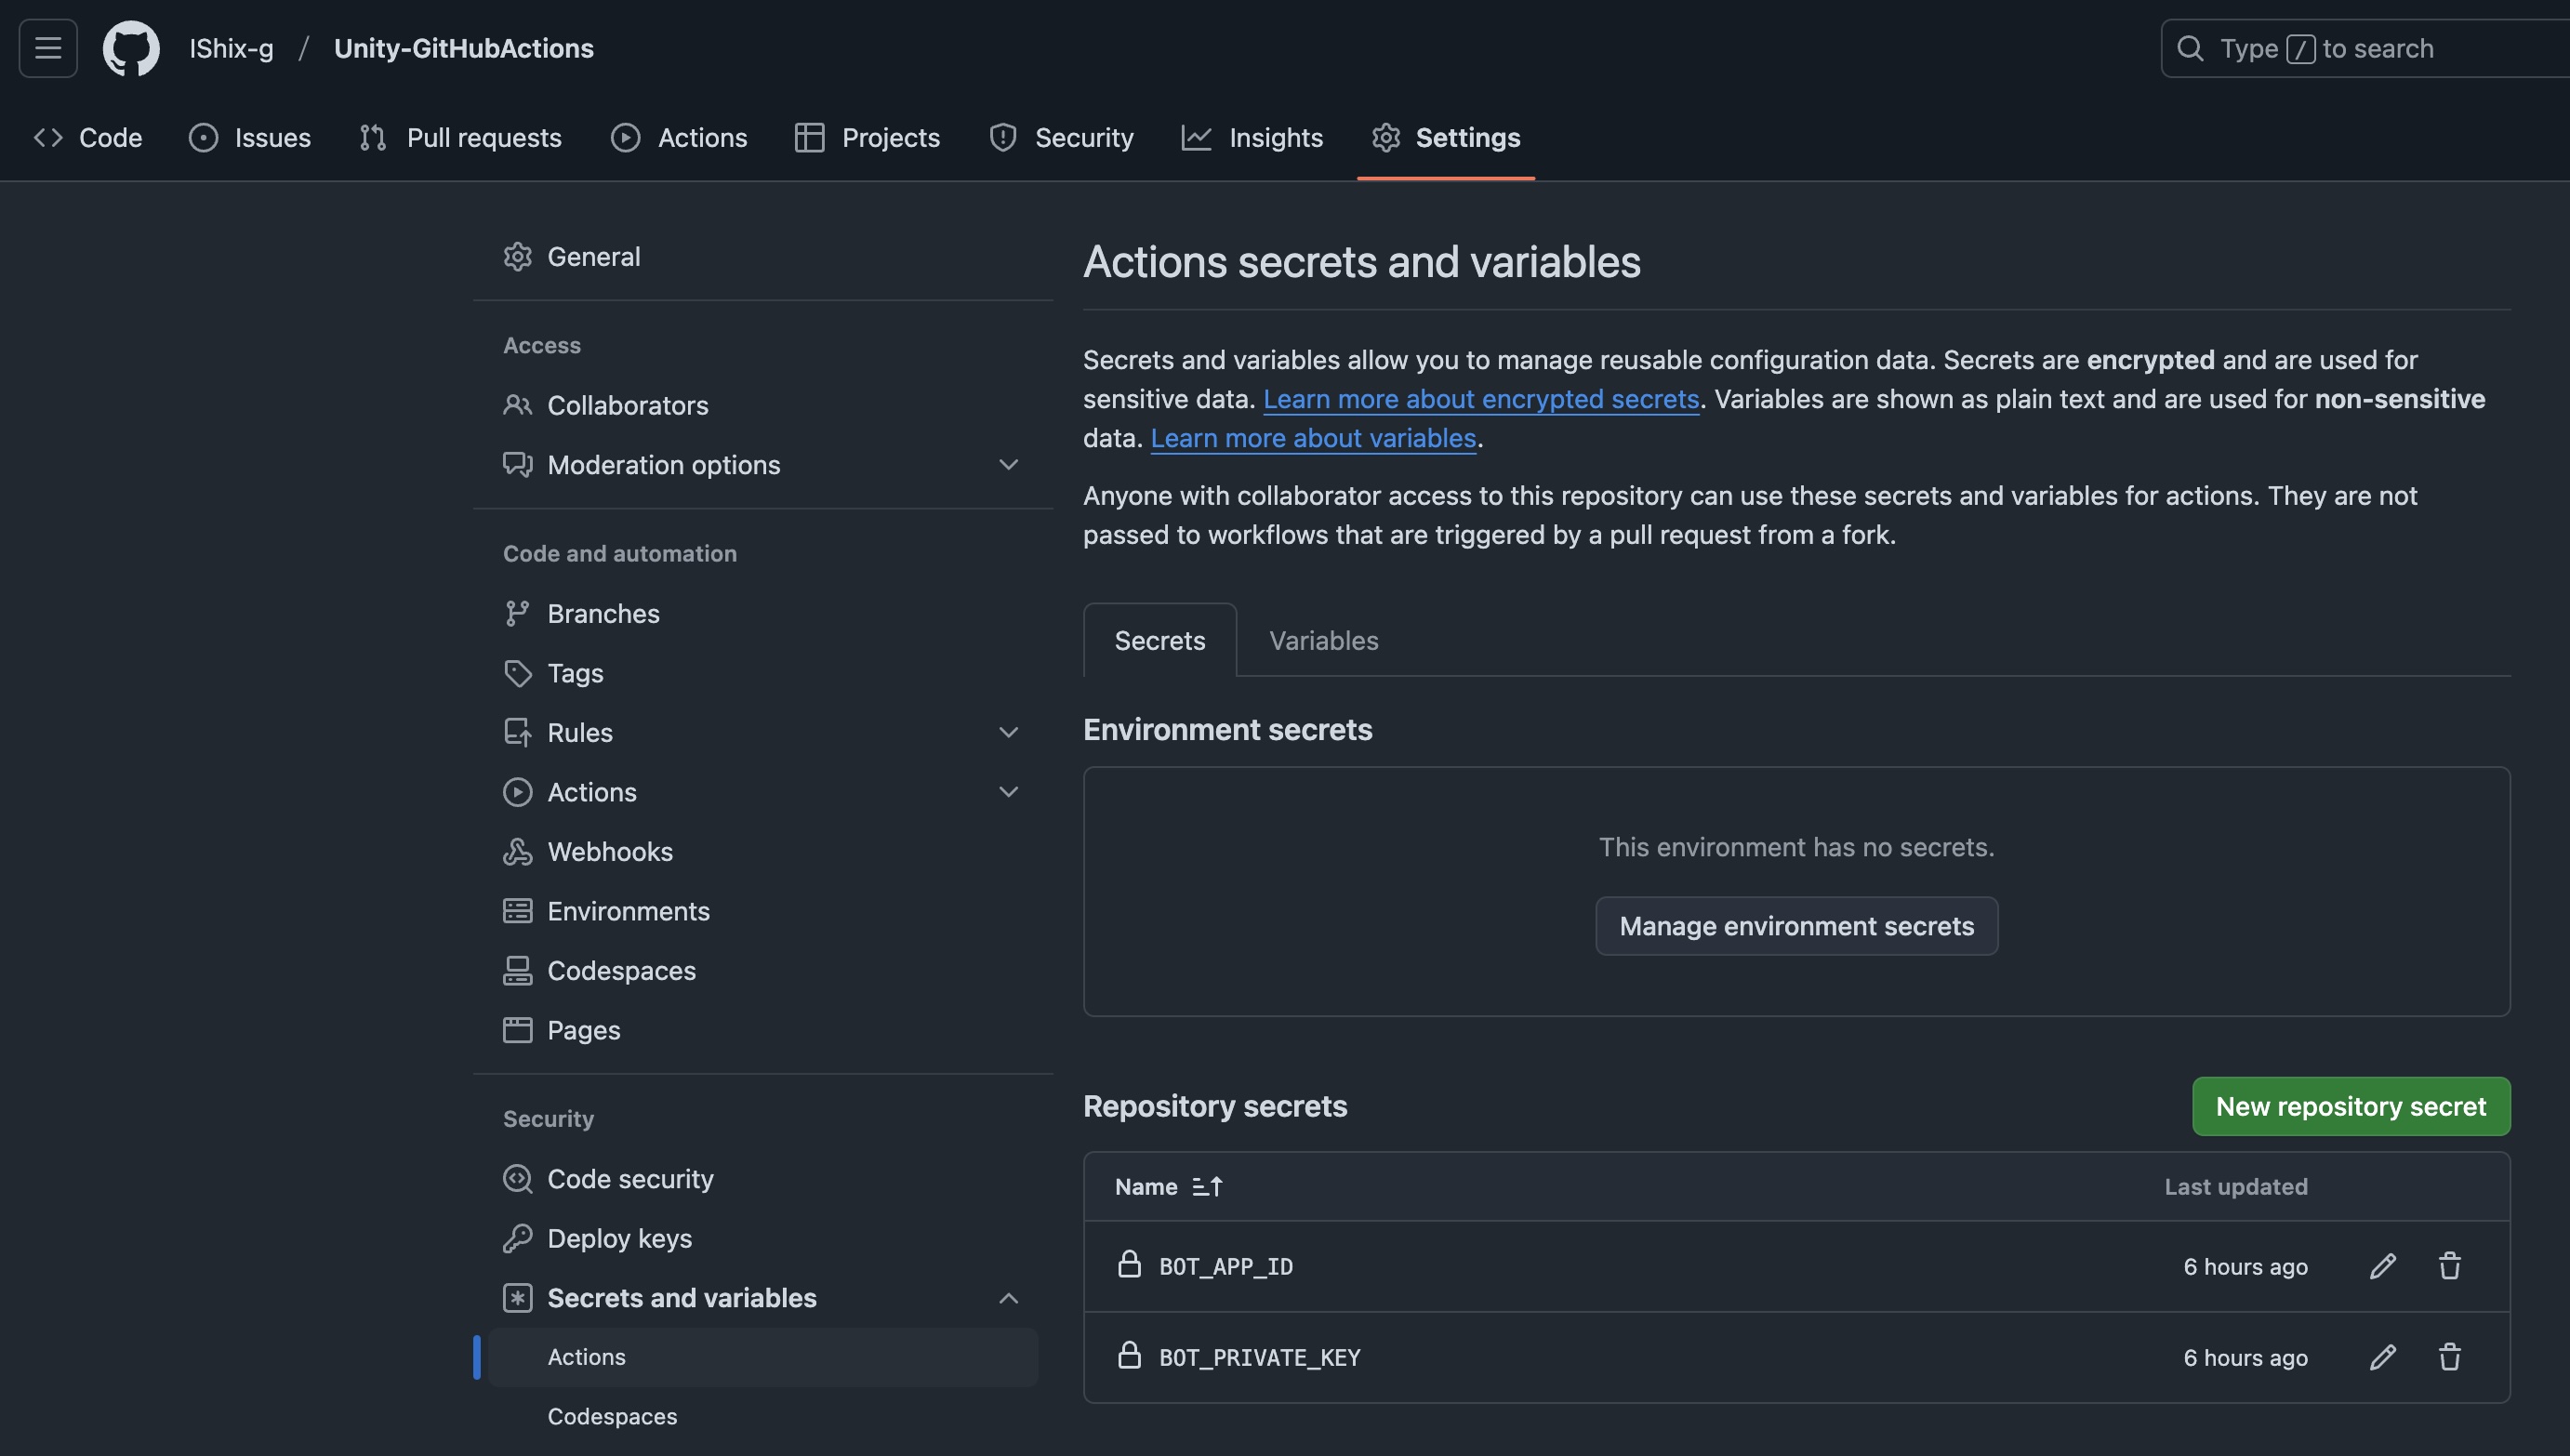 IShix-g / Unity-GitHubActions
Type / to search
Code Issues Pull requests Actions Projects Security Insights Settings
General
Access
Collaborators
Moderation options
Code and automation
Branches
Tags
Rules
Actions
Webhooks
Environments
Codespaces
Pages
Security
Code security
Deploy keys
Secrets and variables
Actions
Codespaces
Actions secrets and variables
Secrets and variables allow you to manage reusable configuration data. Secrets are encrypted and are used for
sensitive data. Learn more about encrypted secrets. Variables are shown as plain text and are used for non-sensitive
data. Learn more about variables.
Anyone with collaborator access to this repository can use these secrets and variables for actions. They are not
passed to workflows that are triggered by a pull request from a fork.
Secrets Variables
Environment secrets
This environment has no secrets.
Manage environment secrets
Repository secrets
New repository secret
Name Last updated
BOT_APP_ID 6 hours ago
BOT_PRIVATE_KEY 6 hours ago